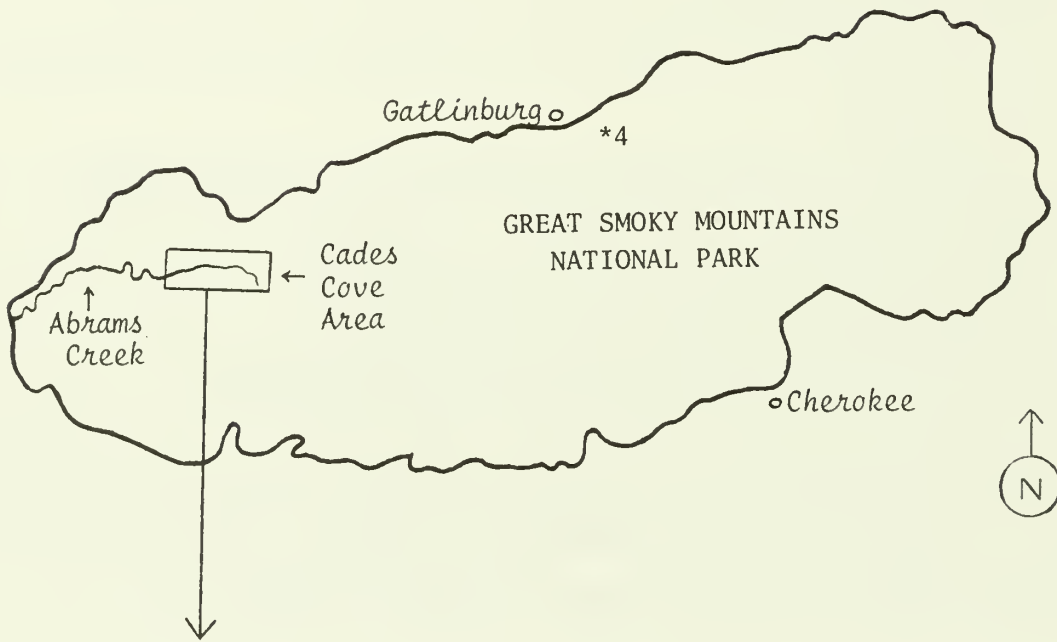 Gatlinburg
*4
GREAT SMOKY MOUNTAINS
NATIONAL PARK
Cades
Cove
Area
Abrams
Creek
Cherokee
N